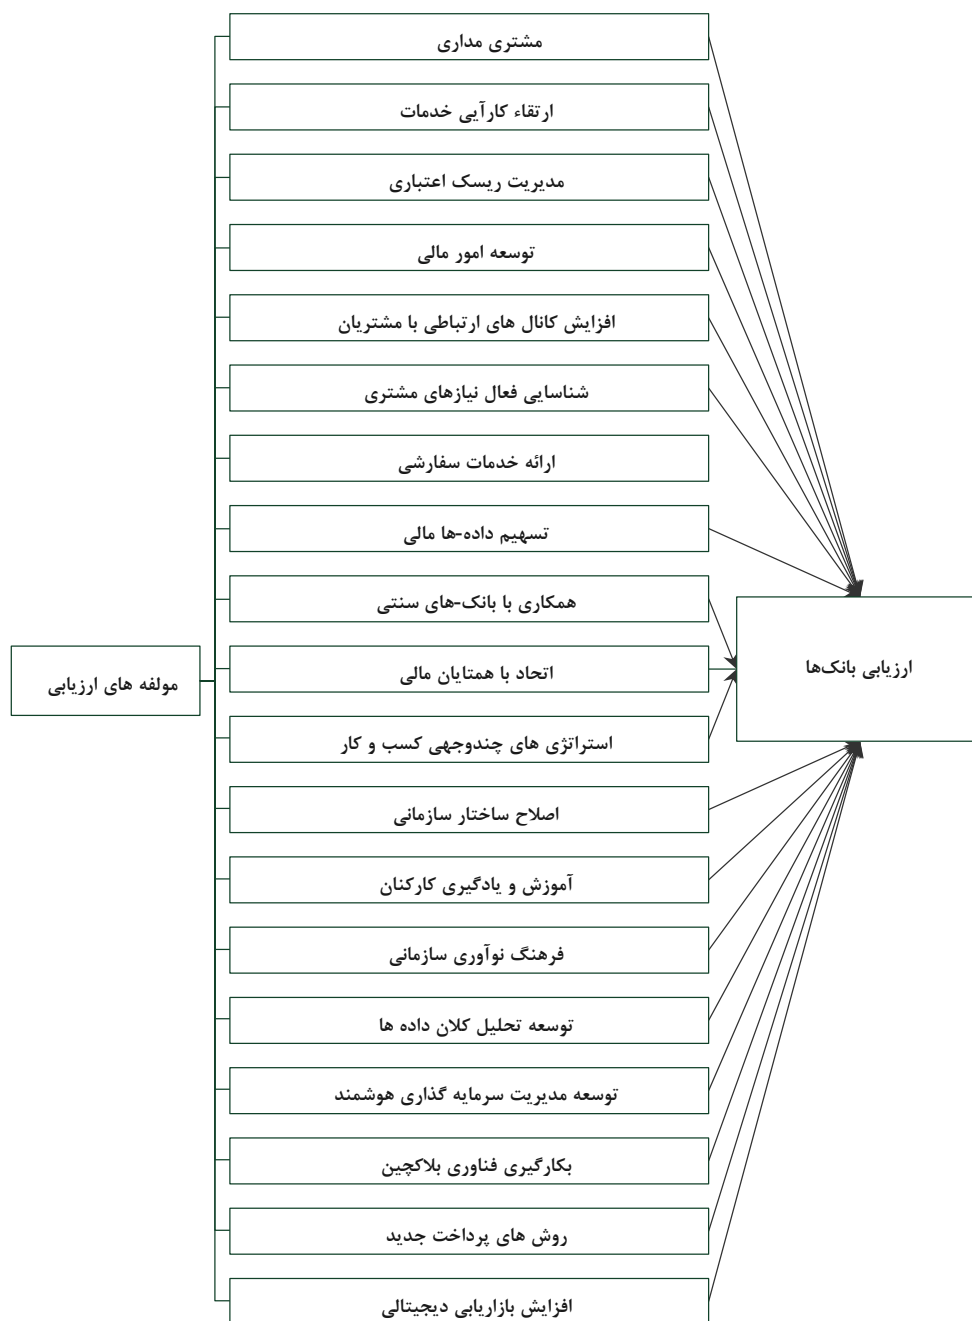 مشتری مداری
ارتقاء کارآیی خدمات
مدیریت ریسک اعتباری
توسعه امور مالی
افزایش کانال های ارتباطی با مشتریان
شناسایی فعال نیازهای مشتری
ارائه خدمات سفارشی
تسهیم داده-ها مالی
همکاری با بانک-های سنتی
اتحاد با همتایان مالی
استراتژی های چندوجهی کسب و کار
اصلاح ساختار سازمانی
آموزش و یادگیری کارکنان
فرهنگ نوآوری سازمانی
توسعه تحلیل کلان داده ها
توسعه مدیریت سرمایه گذاری هوشمند
بکارگیری فناوری بلاکچین
روش های پرداخت جدید
افزایش بازاریابی دیجیتالی
مولفه های ارزیابی
ارزیابی بانک‌ها